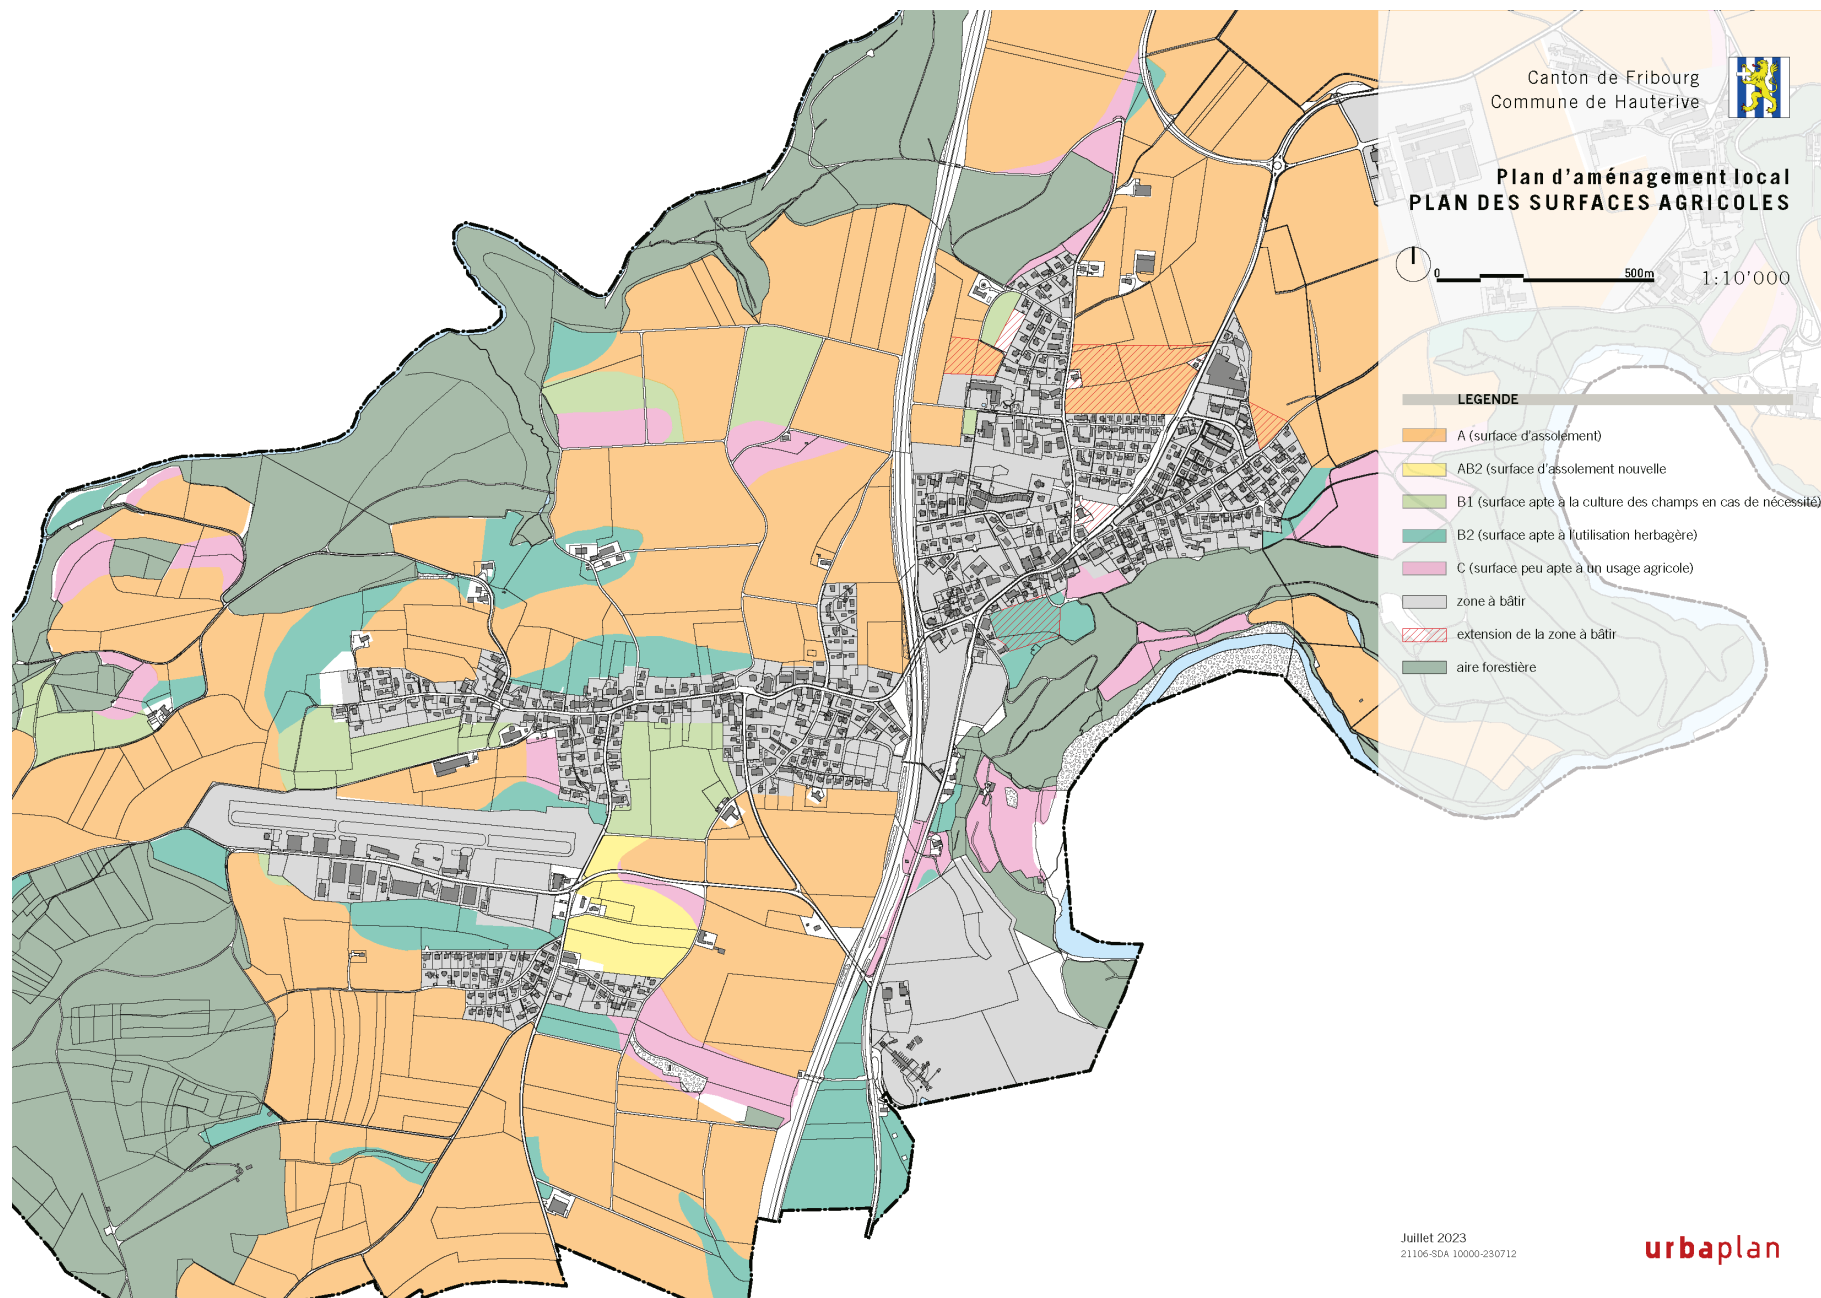 Canton de Fribourg
Commune de Hauterive
Plan d'aménagement local
PLAN DES SURFACES AGRICOLES
0 500m 1:10'000
LEGENDE
A (surface d'assolement)
AB2 (surface d'assolement nouvelle
B1 (surface apte à la culture des champs en cas de nécessité)
B2 (surface apte à l'utilisation herbagère)
C (surface peu apte à un usage agricole)
zone à bâtir
extension de la zone à bâtir
aire forestière
Juillet 2023
21106-SDA 10000-230712
urbaplan